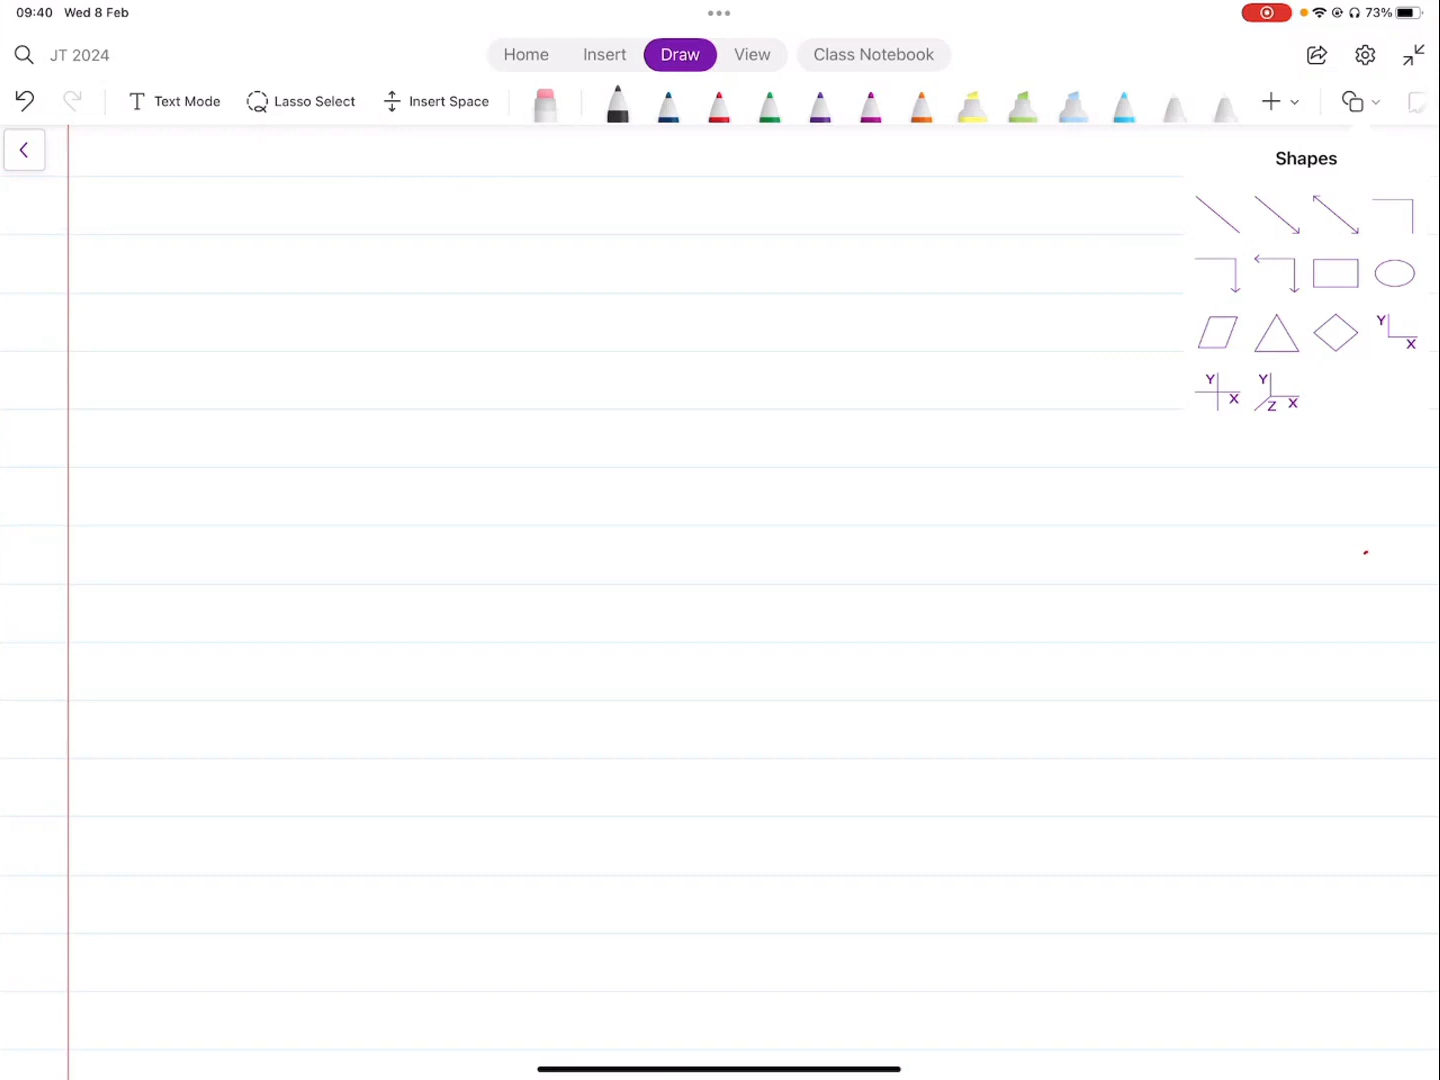 09:40 Wed 8 Feb 73%
JT 2024 Home Insert Draw View Class Notebook
Text Mode Lasso Select Insert Space
Shapes
Y X
Y X Y Z X